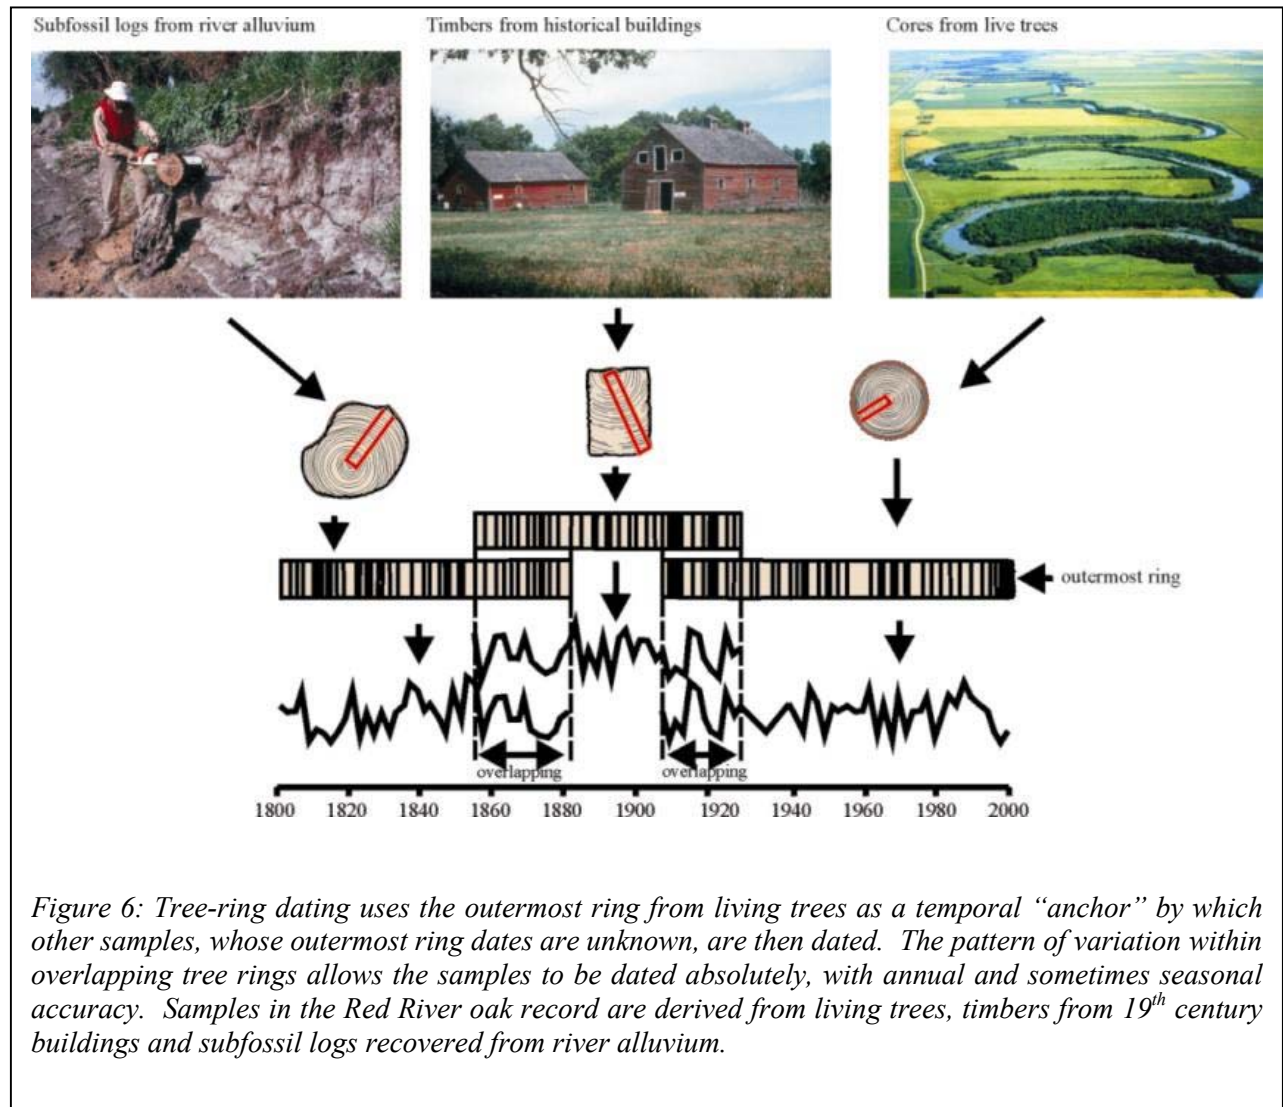 Subfossil logs from river alluvium
Timbers from historical buildings
Cores from live trees
outermost ring
overlapping
overlapping
1800 1820 1840 1860 1880 1900 1920 1940 1960 1980 2000
Figure 6: Tree-ring dating uses the outermost ring from living trees as a temporal “anchor” by which
other samples, whose outermost ring dates are unknown, are then dated. The pattern of variation within
overlapping tree rings allows the samples to be dated absolutely, with annual and sometimes seasonal
accuracy. Samples in the Red River oak record are derived from living trees, timbers from 19th century
buildings and subfossil logs recovered from river alluvium.